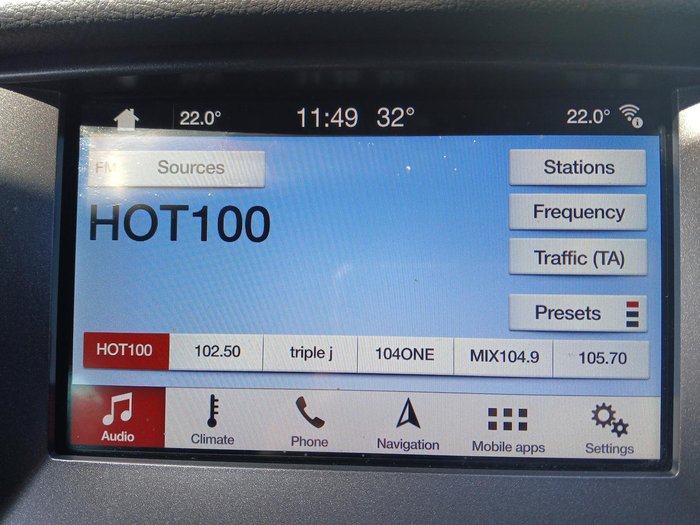 22.0° 11:49 32° 22.0°
FM Sources Stations
HOT100
Frequency
Traffic (TA)
Presets
HOT100 102.50 triple j 104ONE MIX104.9 105.70
Audio Climate Phone Navigation Mobile apps Settings